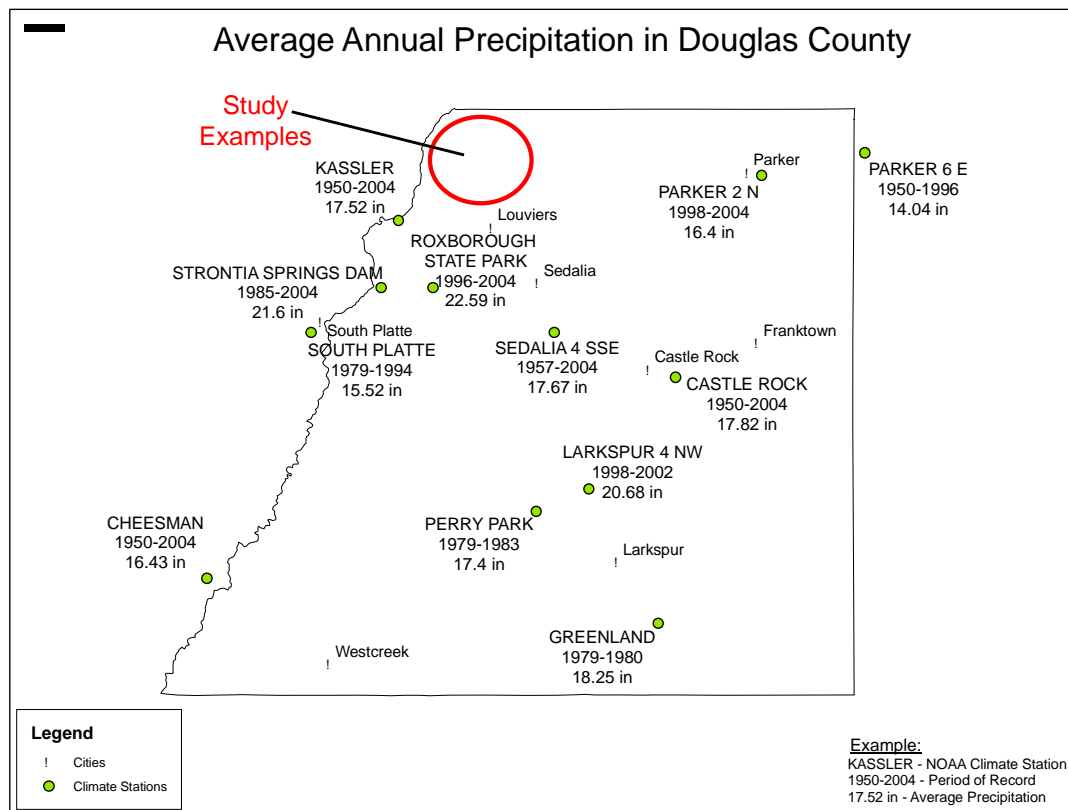 Average Annual Precipitation in Douglas County
Study
Examples
KASSLER
1950-2004
17.52 in
Parker
PARKER 2 N
1998-2004
16.4 in
PARKER 6 E
1950-1996
14.04 in
Louviers
ROXBOROUGH
STATE PARK
1996-2004
22.59 in
STRONTIA SPRINGS DAM
1985-2004
21.6 in
Sedalia
South Platte
SOUTH PLATTE
1979-1994
15.52 in
SEDALIA 4 SSE
1957-2004
17.67 in
Franktown
Castle Rock
CASTLE ROCK
1950-2004
17.82 in
LARKSPUR 4 NW
1998-2002
20.68 in
PERRY PARK
1979-1983
17.4 in
CHEESMAN
1950-2004
16.43 in
Larkspur
GREENLAND
1979-1980
18.25 in
Westcreek
Legend
! Cities
Climate Stations
Example:
KASSLER - NOAA Climate Station
1950-2004 - Period of Record
17.52 in - Average Precipitation